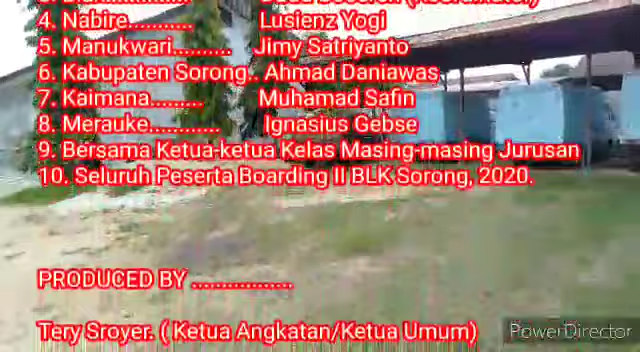 4. Nabire........... Lusienz Yogi
5. Manukwari.......... Jimy Satriyanto
6. Kabupaten Sorong.. Ahmad Daniawas
7. Kaimana......... Muhamad Safin
8. Merauke............ Ignasius Gebse
9. Bersama Ketua-ketua Kelas Masing-masing Jurusan
10. Seluruh Peserta Boarding II BLK Sorong, 2020.
PRODUCED BY .................
Tery Sroyer. ( Ketua Angkatan/Ketua Umum)
PowerDirector